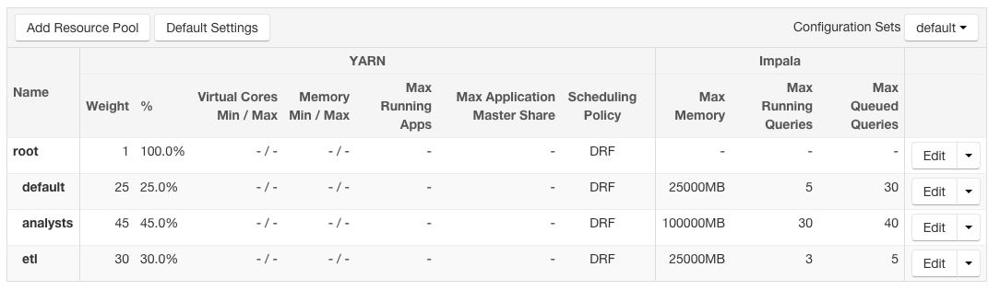 Add Resource Pool Default Settings Configuration Sets default
YARN Impala
Name Weight % Virtual Cores Min / Max Memory Min / Max Max Running Apps Max Application Master Share Scheduling Policy Max Memory Max Running Queries Max Queued Queries
root 1 100.0% - / - - / - - - DRF - - - Edit
default 25 25.0% - / - - / - - - DRF 25000MB 5 30 Edit
analysts 45 45.0% - / - - / - - - DRF 100000MB 30 40 Edit
etl 30 30.0% - / - - / - - - DRF 25000MB 3 5 Edit